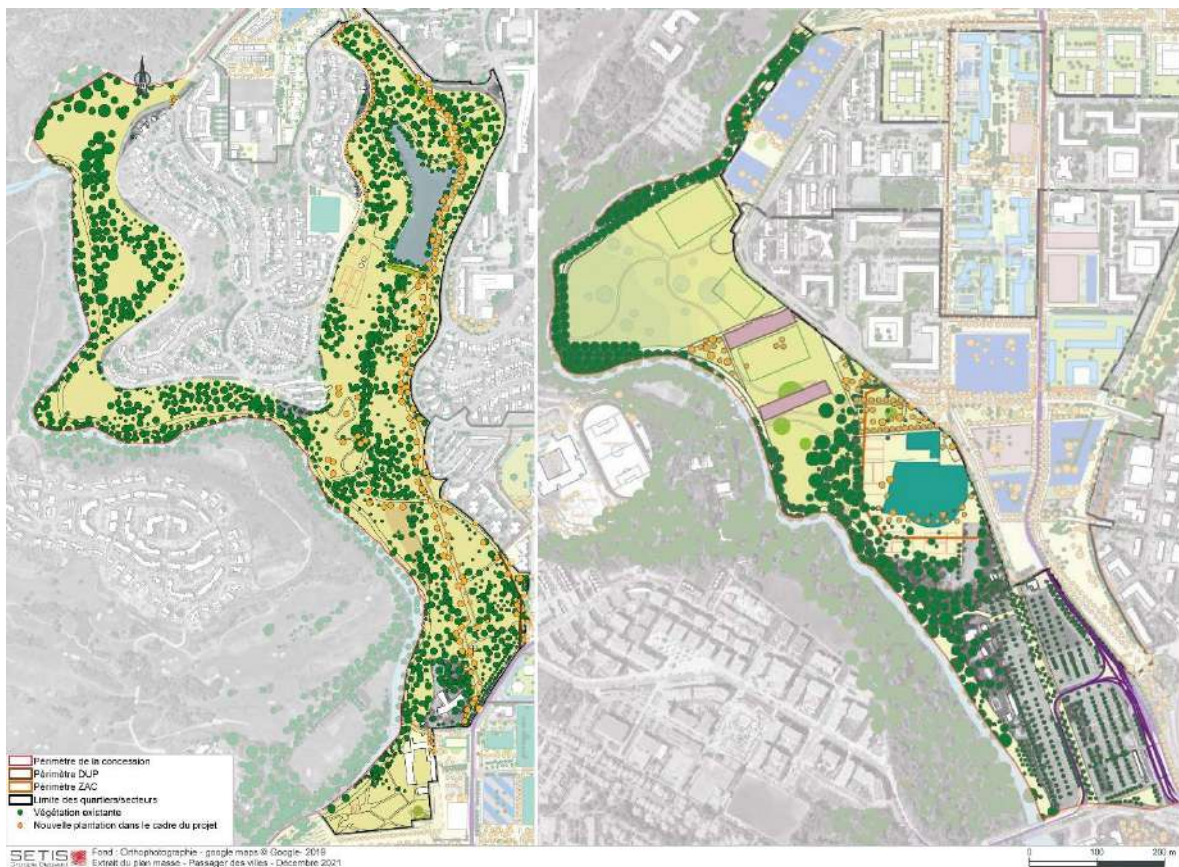 Périmètre de la concession
Périmètre DUP
Périmètre ZAC
Limite des quartiers/secteurs
Végétation existante
Nouvelle plantation dans le cadre du projet
SETIS
Fond : Orthophotographie - google maps © Google- 2019
Extrait du plan masse - Passager des villes - Décembre 2021
0 100 200 m